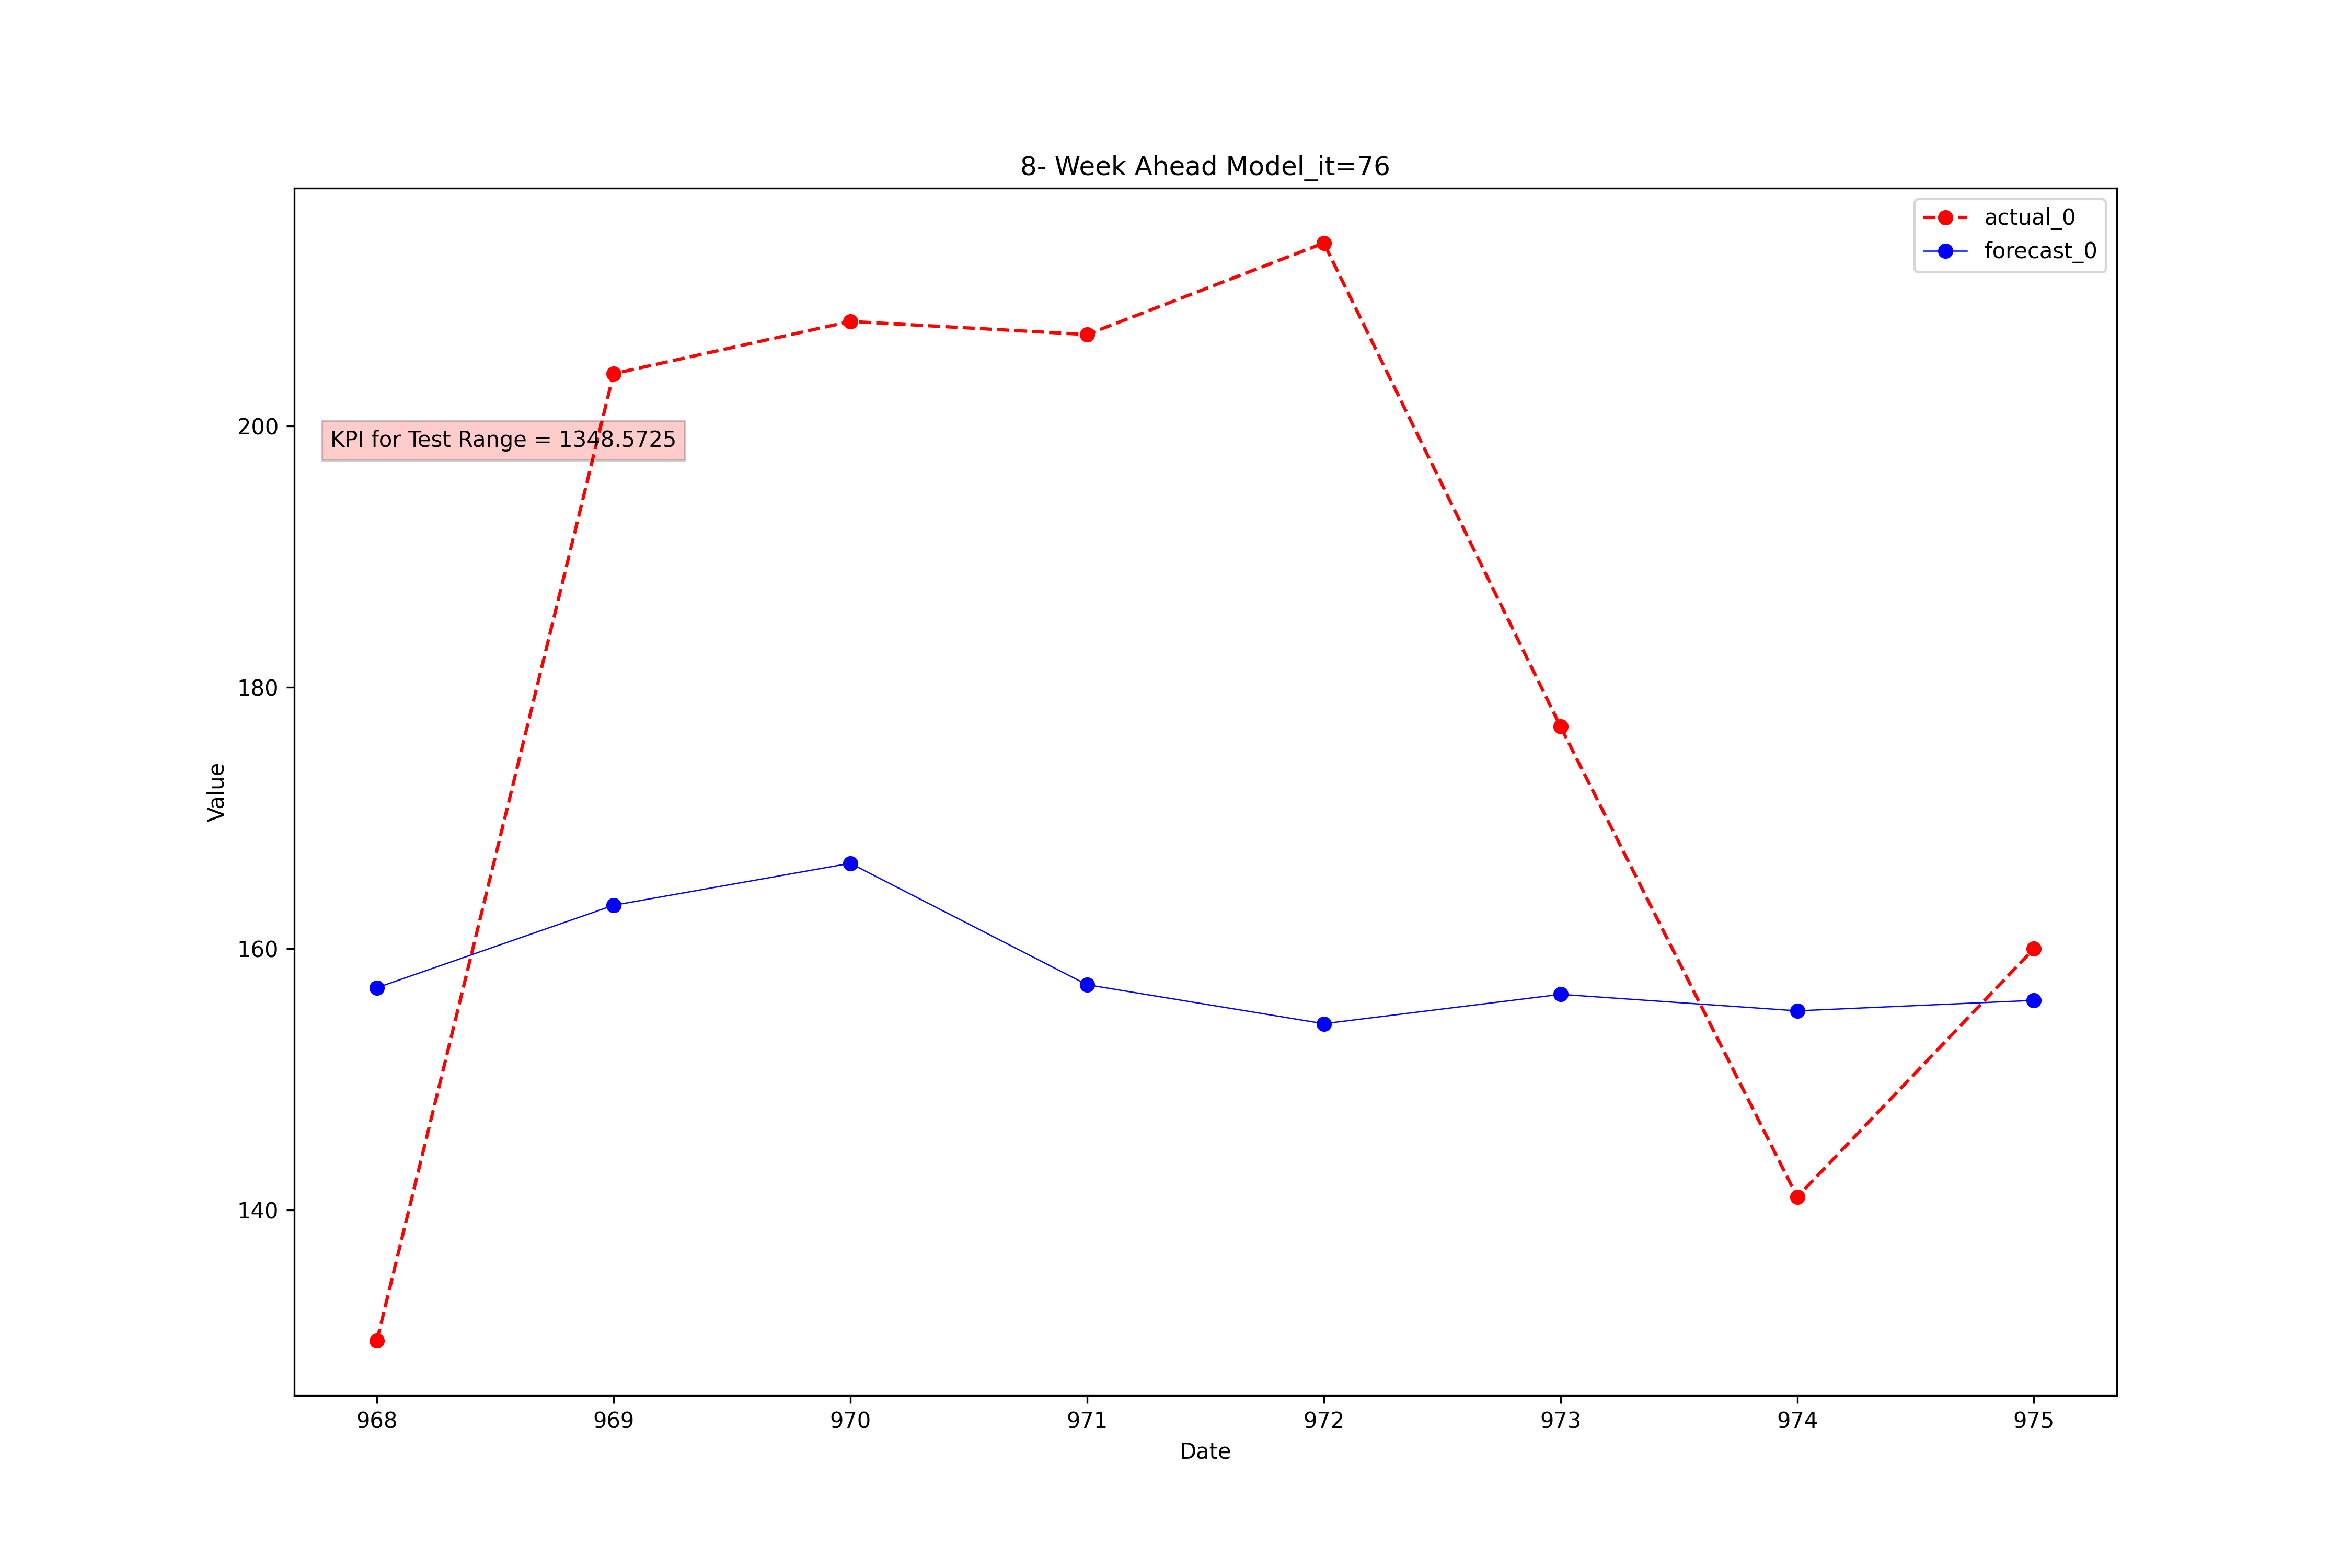 8- Week Ahead Model_it=76
actual_0
forecast_0
KPI for Test Range = 1348.5725
200
180
160
140
Value
968 969 970 971 972 973 974 975
Date